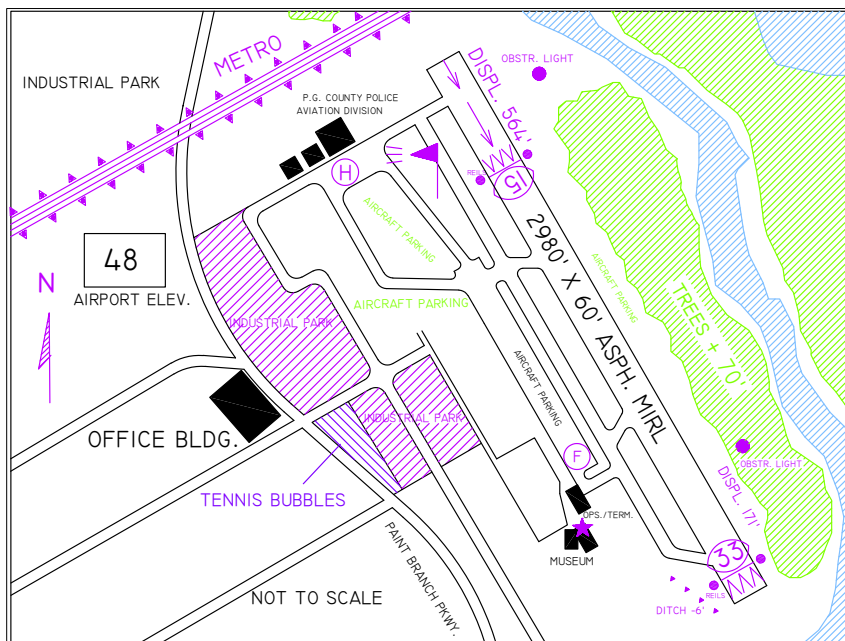 METRO
INDUSTRIAL PARK
OBSTR. LIGHT
P.G. COUNTY POLICE
AVIATION DIVISION
DISPL. 564'
H
REILS
15
48
AIRPORT ELEV.
N
AIRCRAFT PARKING
AIRCRAFT PARKING
AIRCRAFT PARKING
2980' X 60' ASPH. MIRL
TREES + 70'
INDUSTRIAL PARK
AIRCRAFT PARKING
INDUSTRIAL PARK
OFFICE BLDG.
TENNIS BUBBLES
F
OBSTR. LIGHT
DISPL. 171'
OPS./TERM.
MUSEUM
PAINT BRANCH PKWY.
33
REILS
DITCH -6'
NOT TO SCALE